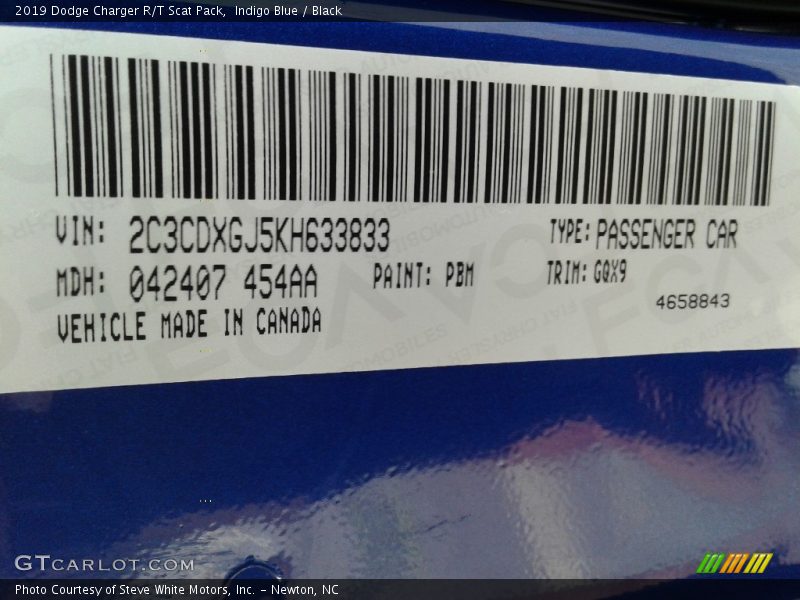 2019 Dodge Charger R/T Scat Pack, Indigo Blue / Black
VIN: 2C3CDXGJ5KH633833 TYPE: PASSENGER CAR
MDH: 042407 454AA PAINT: PBM TRIM: GQX9
4658843
VEHICLE MADE IN CANADA
GTCARLOT.COM
Photo Courtesy of Steve White Motors, Inc. – Newton, NC